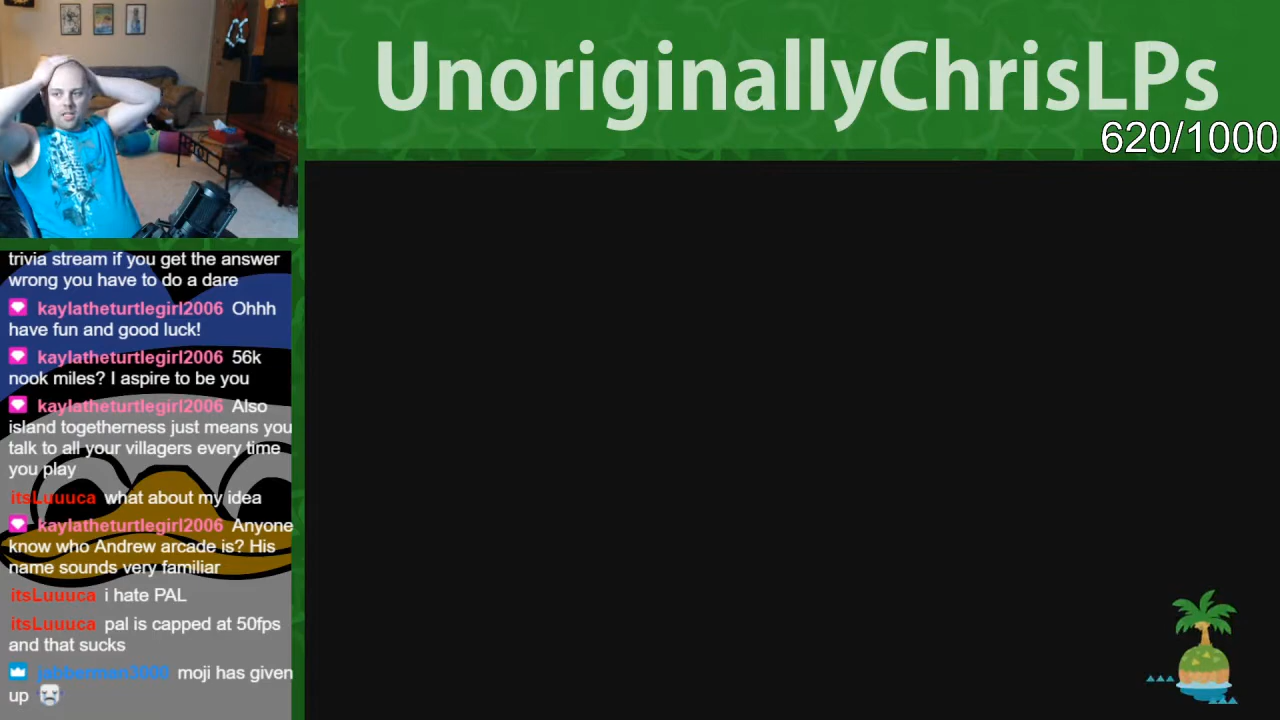 UnoriginallyChrisLPs
620/1000
trivia stream if you get the answer
wrong you have to do a dare
kaylatheturtlegirl2006 Ohhh
have fun and good luck!
kaylatheturtlegirl2006 56k
nook miles? I aspire to be you
kaylatheturtlegirl2006 Also
island togetherness just means you
talk to all your villagers every time
you play
itsLuuuca what about my idea
kaylatheturtlegirl2006 Anyone
know who Andrew arcade is? His
name sounds very familiar
itsLuuuca i hate PAL
itsLuuuca pal is capped at 50fps
and that sucks
jabberman3006 moji has given
up